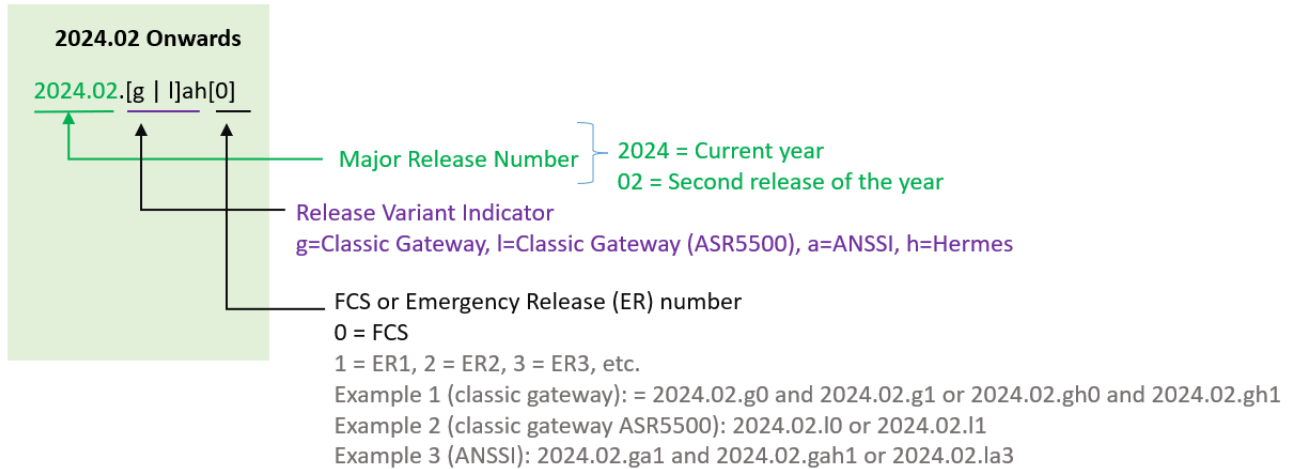 2024.02 Onwards
2024.02.[g | l]ah[0]
Major Release Number
2024 = Current year
02 = Second release of the year
Release Variant Indicator
g=Classic Gateway, l=Classic Gateway (ASR5500), a=ANSSI, h=Hermes
FCS or Emergency Release (ER) number
0 = FCS
1 = ER1, 2 = ER2, 3 = ER3, etc.
Example 1 (classic gateway): = 2024.02.g0 and 2024.02.g1 or 2024.02.gh0 and 2024.02.gh1
Example 2 (classic gateway ASR5500): 2024.02.l0 or 2024.02.l1
Example 3 (ANSSI): 2024.02.ga1 and 2024.02.gah1 or 2024.02.la3